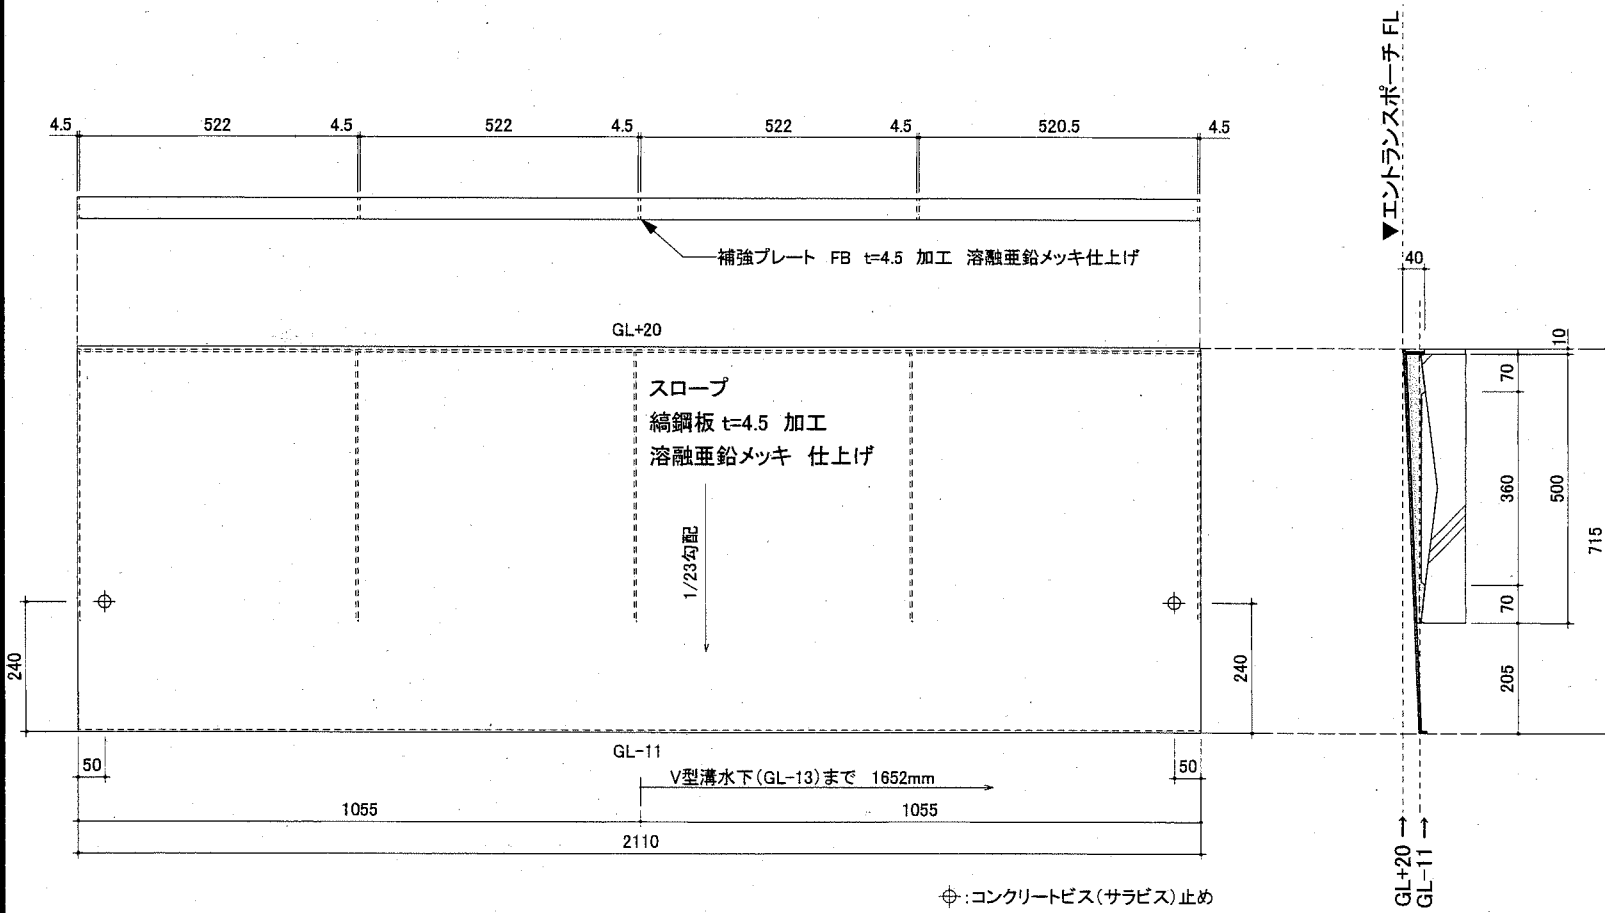 4.5 522 4.5 522 4.5 522 4.5 520.5 4.5
補強プレート FB t=4.5 加工 溶融亜鉛メッキ仕上げ
GL+20
スロープ
縞鋼板 t=4.5 加工
溶融亜鉛メッキ 仕上げ
1/23勾配
240
240
GL-11
50
50
V型溝水下(GL-13)まで 1652mm
1055
1055
2110
⌀:コンクリートビス(サラビス)止め
▼エントランスポーチ FL
40
10
70
360
500
70
205
715
GL+20→
GL-11→